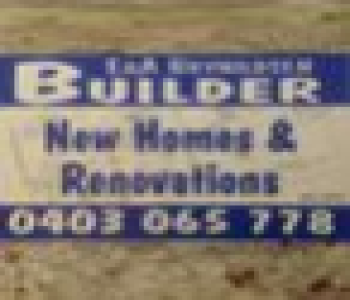 BUILDER
New Homes &
Renovations
0403 065 778